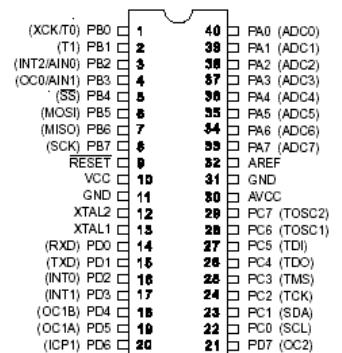 (XCK/T0) PB0 1 40 PA0 (ADC0)
(T1) PB1 2 39 PA1 (ADC1)
(INT2/AIN0) PB2 3 38 PA2 (ADC2)
(OC0/AIN1) PB3 4 37 PA3 (ADC3)
(SS) PB4 5 36 PA4 (ADC4)
(MOSI) PB5 6 35 PA5 (ADC5)
(MISO) PB6 7 34 PA6 (ADC6)
(SCK) PB7 8 33 PA7 (ADC7)
RESET 9 32 AREF
VCC 10 31 GND
GND 11 30 AVCC
XTAL2 12 29 PC7 (TOSC2)
XTAL1 13 28 PC6 (TOSC1)
(RXD) PD0 14 27 PC5 (TDI)
(TXD) PD1 15 26 PC4 (TDO)
(INT0) PD2 16 25 PC3 (TMS)
(INT1) PD3 17 24 PC2 (TCK)
(OC1B) PD4 18 23 PC1 (SDA)
(OC1A) PD5 19 22 PC0 (SCL)
(ICP1) PD6 20 21 PD7 (OC2)